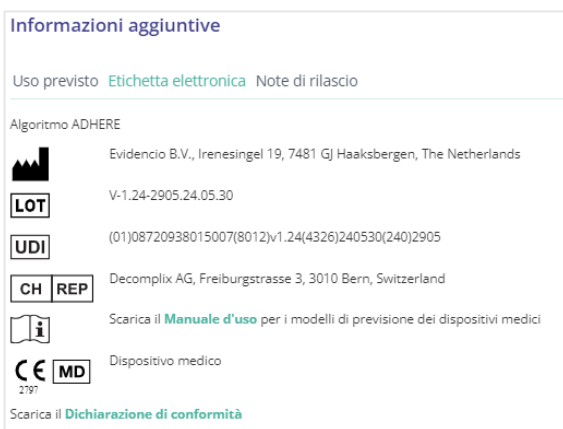 Informazioni aggiuntive
Uso previsto Etichetta elettronica Note di rilascio
Algoritmo ADHERE
Evidencio B.V., Irenesingel 19, 7481 GJ Haaksbergen, The Netherlands
LOT V-1.24-2905.24.05.30
UDI (01)08720938015007(8012)v1.24(4326)240530(240)2905
CH REP Decomplix AG, Freiburgstrasse 3, 3010 Bern, Switzerland
i Scarica il Manuale d'uso per i modelli di previsione dei dispositivi medici
CE MD Dispositivo medico
2797
Scarica il Dichiarazione di conformità